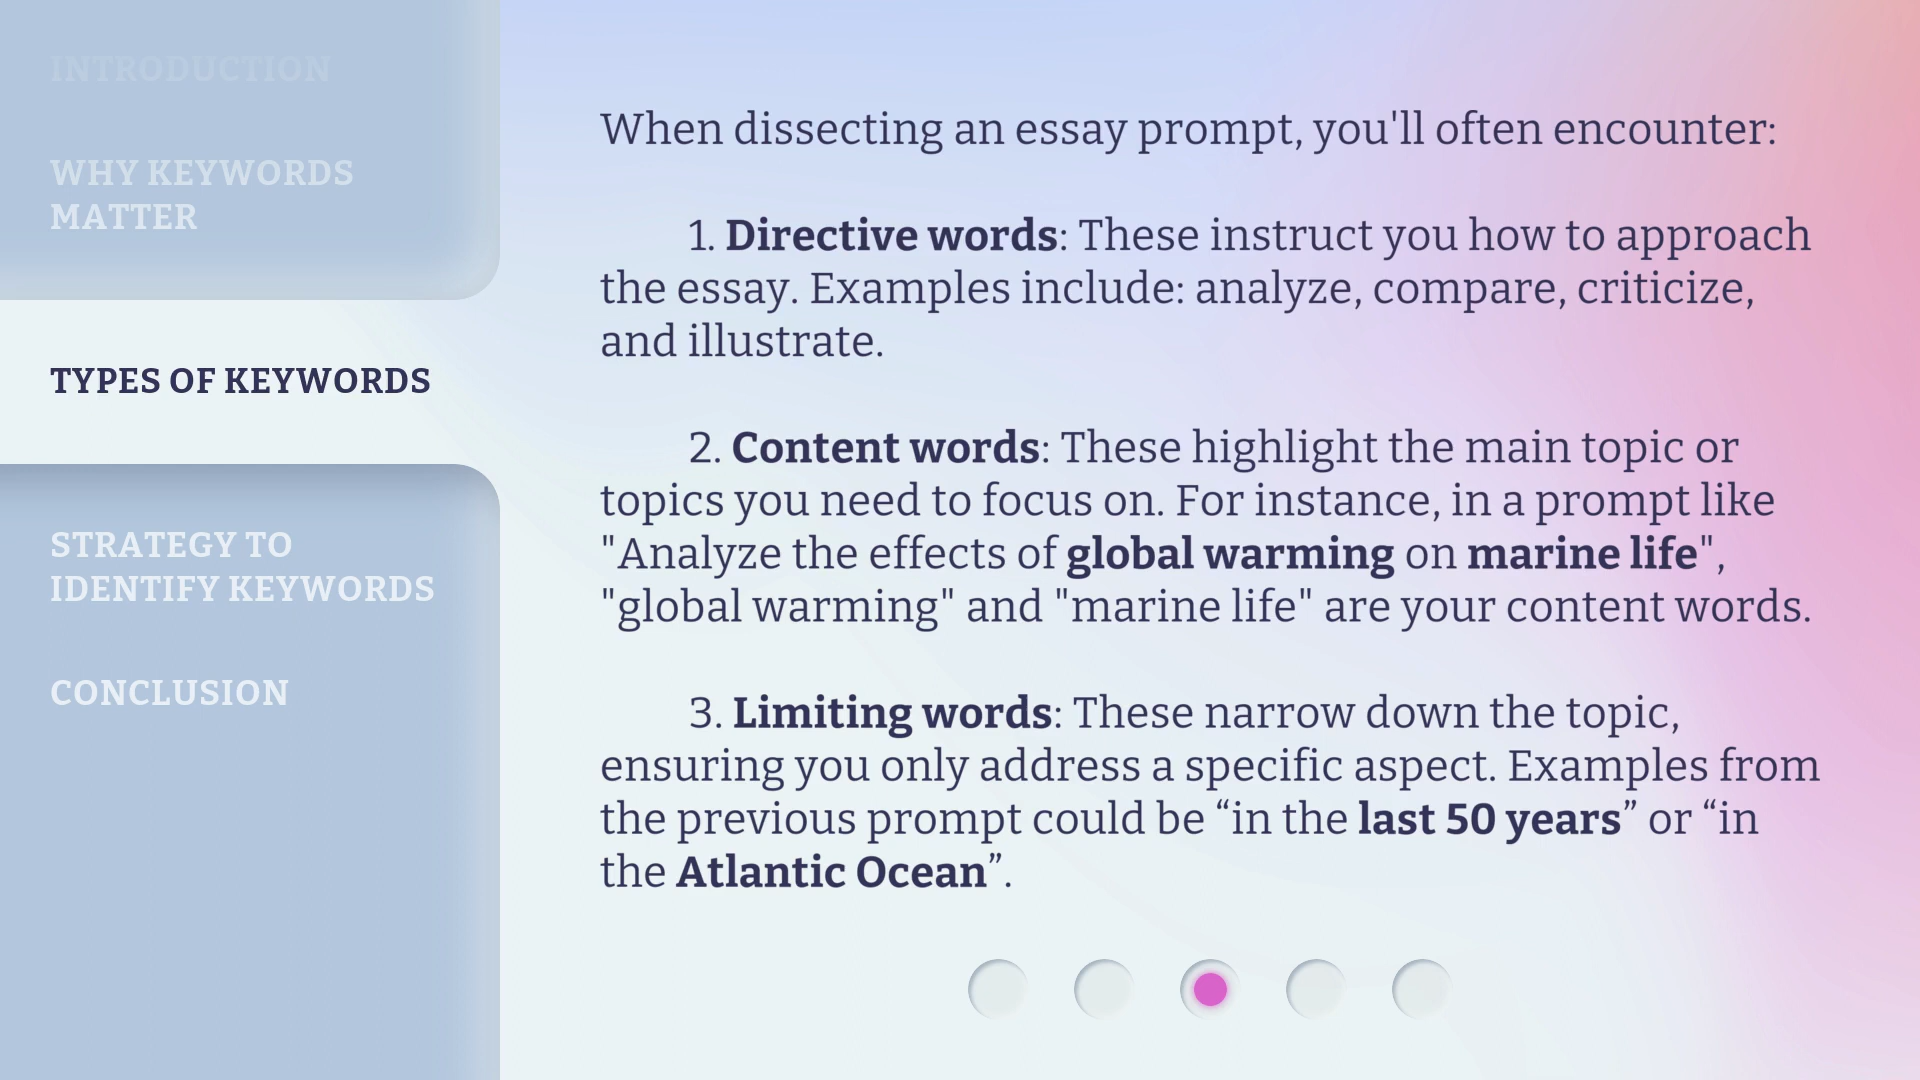 INTRODUCTION
WHY KEYWORDS
MATTER
TYPES OF KEYWORDS
STRATEGY TO
IDENTIFY KEYWORDS
CONCLUSION
When dissecting an essay prompt, you'll often encounter:
1. Directive words: These instruct you how to approach
the essay. Examples include: analyze, compare, criticize,
and illustrate.
2. Content words: These highlight the main topic or
topics you need to focus on. For instance, in a prompt like
"Analyze the effects of global warming on marine life",
"global warming" and "marine life" are your content words.
3. Limiting words: These narrow down the topic,
ensuring you only address a specific aspect. Examples from
the previous prompt could be “in the last 50 years” or “in
the Atlantic Ocean”.